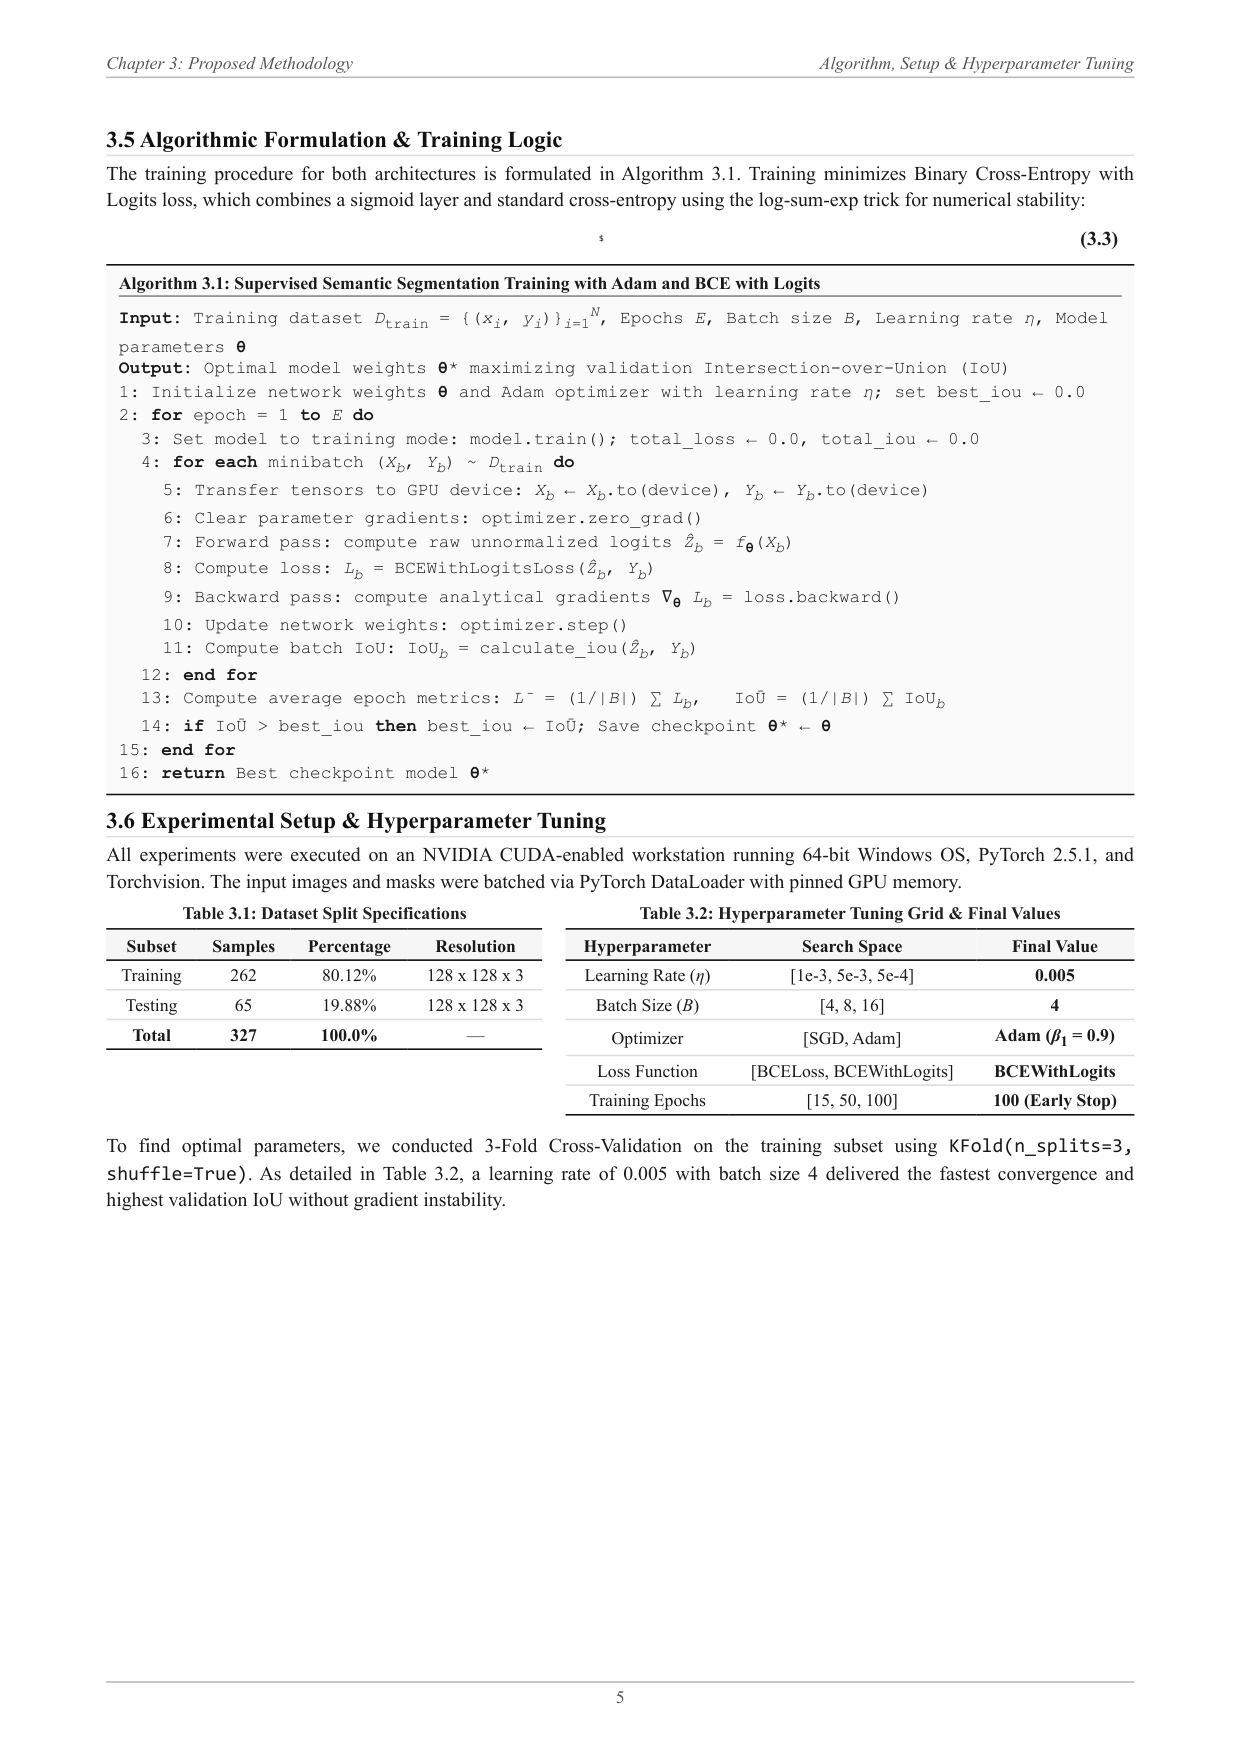 Chapter 3: Proposed Methodology
Algorithm, Setup & Hyperparameter Tuning
3.5 Algorithmic Formulation & Training Logic
The training procedure for both architectures is formulated in Algorithm 3.1. Training minimizes Binary Cross-Entropy with
Logits loss, which combines a sigmoid layer and standard cross-entropy using the log-sum-exp trick for numerical stability:
$ (3.3)
Algorithm 3.1: Supervised Semantic Segmentation Training with Adam and BCE with Logits
Input: Training dataset D_train = {(x_i, y_i)}_{i=1}^N, Epochs E, Batch size B, Learning rate η, Model
parameters θ
Output: Optimal model weights θ* maximizing validation Intersection-over-Union (IoU)
1: Initialize network weights θ and Adam optimizer with learning rate η; set best_iou ← 0.0
2: for epoch = 1 to E do
3: Set model to training mode: model.train(); total_loss ← 0.0, total_iou ← 0.0
4: for each minibatch (X_b, Y_b) ~ D_train do
5: Transfer tensors to GPU device: X_b ← X_b.to(device), Y_b ← Y_b.to(device)
6: Clear parameter gradients: optimizer.zero_grad()
7: Forward pass: compute raw unnormalized logits Ẑ_b = f_θ(X_b)
8: Compute loss: L_b = BCEWithLogitsLoss(Ẑ_b, Y_b)
9: Backward pass: compute analytical gradients ∇_θ L_b = loss.backward()
10: Update network weights: optimizer.step()
11: Compute batch IoU: IoU_b = calculate_iou(Ẑ_b, Y_b)
12: end for
13: Compute average epoch metrics: L¯ = (1/|B|) ∑ L_b, IoŪ = (1/|B|) ∑ IoU_b
14: if IoŪ > best_iou then best_iou ← IoŪ; Save checkpoint θ* ← θ
15: end for
16: return Best checkpoint model θ*
3.6 Experimental Setup & Hyperparameter Tuning
All experiments were executed on an NVIDIA CUDA-enabled workstation running 64-bit Windows OS, PyTorch 2.5.1, and
Torchvision. The input images and masks were batched via PyTorch DataLoader with pinned GPU memory.
Table 3.1: Dataset Split Specifications
Subset Samples Percentage Resolution
Training 262 80.12% 128 x 128 x 3
Testing 65 19.88% 128 x 128 x 3
Total 327 100.0% —
Table 3.2: Hyperparameter Tuning Grid & Final Values
Hyperparameter Search Space Final Value
Learning Rate (η) [1e-3, 5e-3, 5e-4] 0.005
Batch Size (B) [4, 8, 16] 4
Optimizer [SGD, Adam] Adam (β₁ = 0.9)
Loss Function [BCELoss, BCEWithLogits] BCEWithLogits
Training Epochs [15, 50, 100] 100 (Early Stop)
To find optimal parameters, we conducted 3-Fold Cross-Validation on the training subset using KFold(n_splits=3,
shuffle=True). As detailed in Table 3.2, a learning rate of 0.005 with batch size 4 delivered the fastest convergence and
highest validation IoU without gradient instability.
5